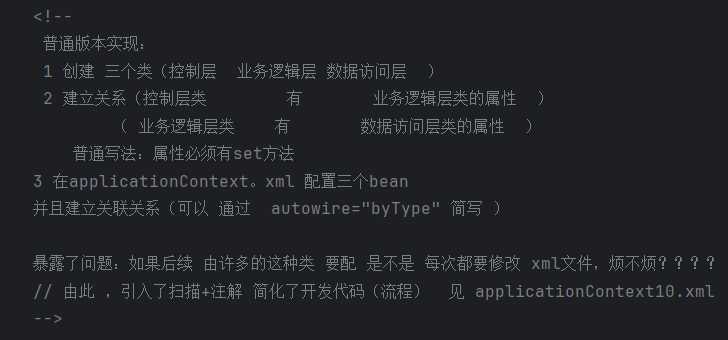 <!--
普通版本实现：
1 创建 三个类（控制层 业务逻辑层 数据访问层 ）
2 建立关系（控制层类 有 业务逻辑层类的属性 ）
（ 业务逻辑层类 有 数据访问层类的属性 ）
普通写法：属性必须有set方法
3 在applicationContext。xml 配置三个bean
并且建立关联关系（可以 通过 autowire="byType" 简写 ）
暴露了问题：如果后续 由许多的这种类 要配 是不是 每次都要修改 xml文件，烦不烦？？？？
// 由此 ，引入了扫描+注解 简化了开发代码（流程） 见 applicationContext10.xml
-->